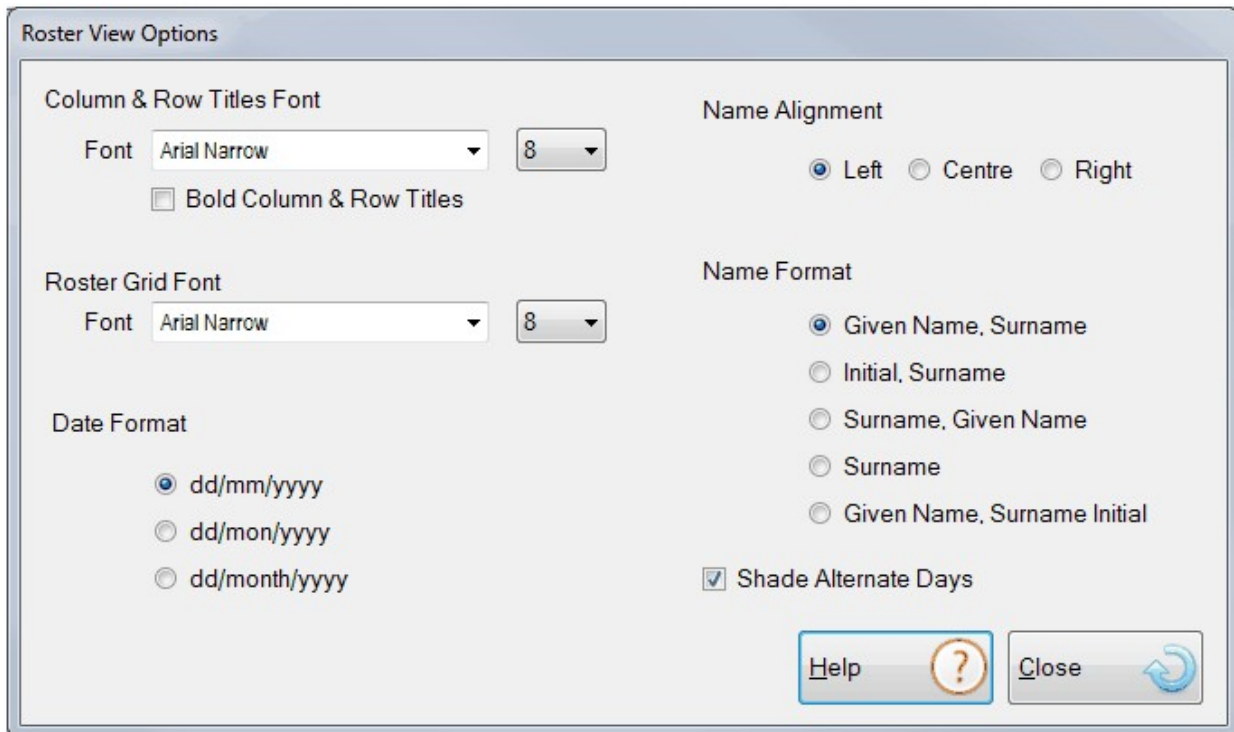 Roster View Options
Column & Row Titles Font
Font Arial Narrow 8
Bold Column & Row Titles
Roster Grid Font
Font Arial Narrow 8
Date Format
dd/mm/yyyy
dd/mon/yyyy
dd/month/yyyy
Name Alignment
Left Centre Right
Name Format
Given Name, Surname
Initial, Surname
Surname, Given Name
Surname
Given Name, Surname Initial
Shade Alternate Days
Help ? Close